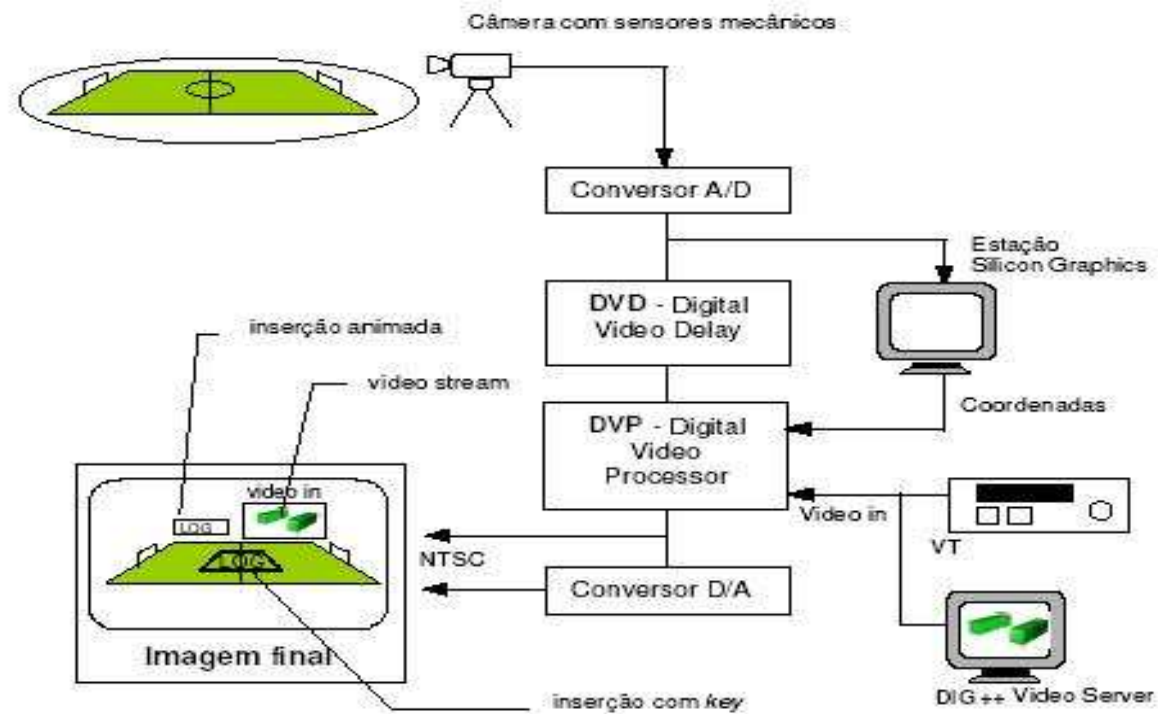 Câmera com sensores mecânicos
Conversor A/D
Estação
Silicon Graphics
DVD - Digital
Video Delay
inserção animada
video stream
Coordenadas
DVP - Digital
Video
Processor
video in
LOG
Video in
VT
LOG
NTSC
Conversor D/A
Imagem final
inserção com key
DIG++ Video Server